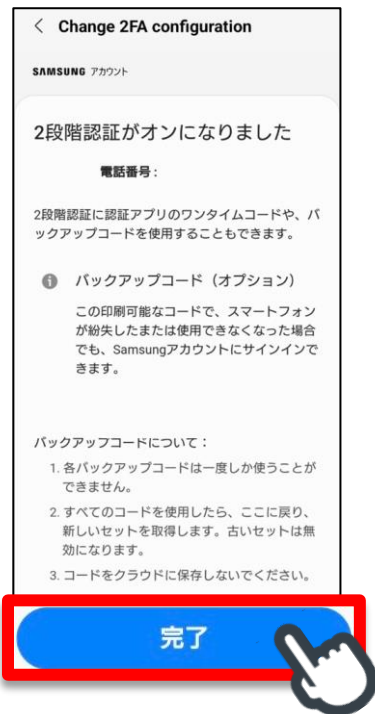 < Change 2FA configuration
SAMSUNG アカウント
2段階認証がオンになりました
電話番号 :
2段階認証に認証アプリのワンタイムコードや、バ
ックアップコードを使用することもできます。
バックアップコード（オプション）
この印刷可能なコードで、スマートフォン
が紛失したまたは使用できなくなった場合
でも、Samsungアカウントにサインインで
きます。
バックアップコードについて：
1. 各バックアップコードは一度しか使うことが
できません。
2. すべてのコードを使用したら、ここに戻り、
新しいセットを取得します。古いセットは無
効になります。
3. コードをクラウドに保存しないでください。
完了